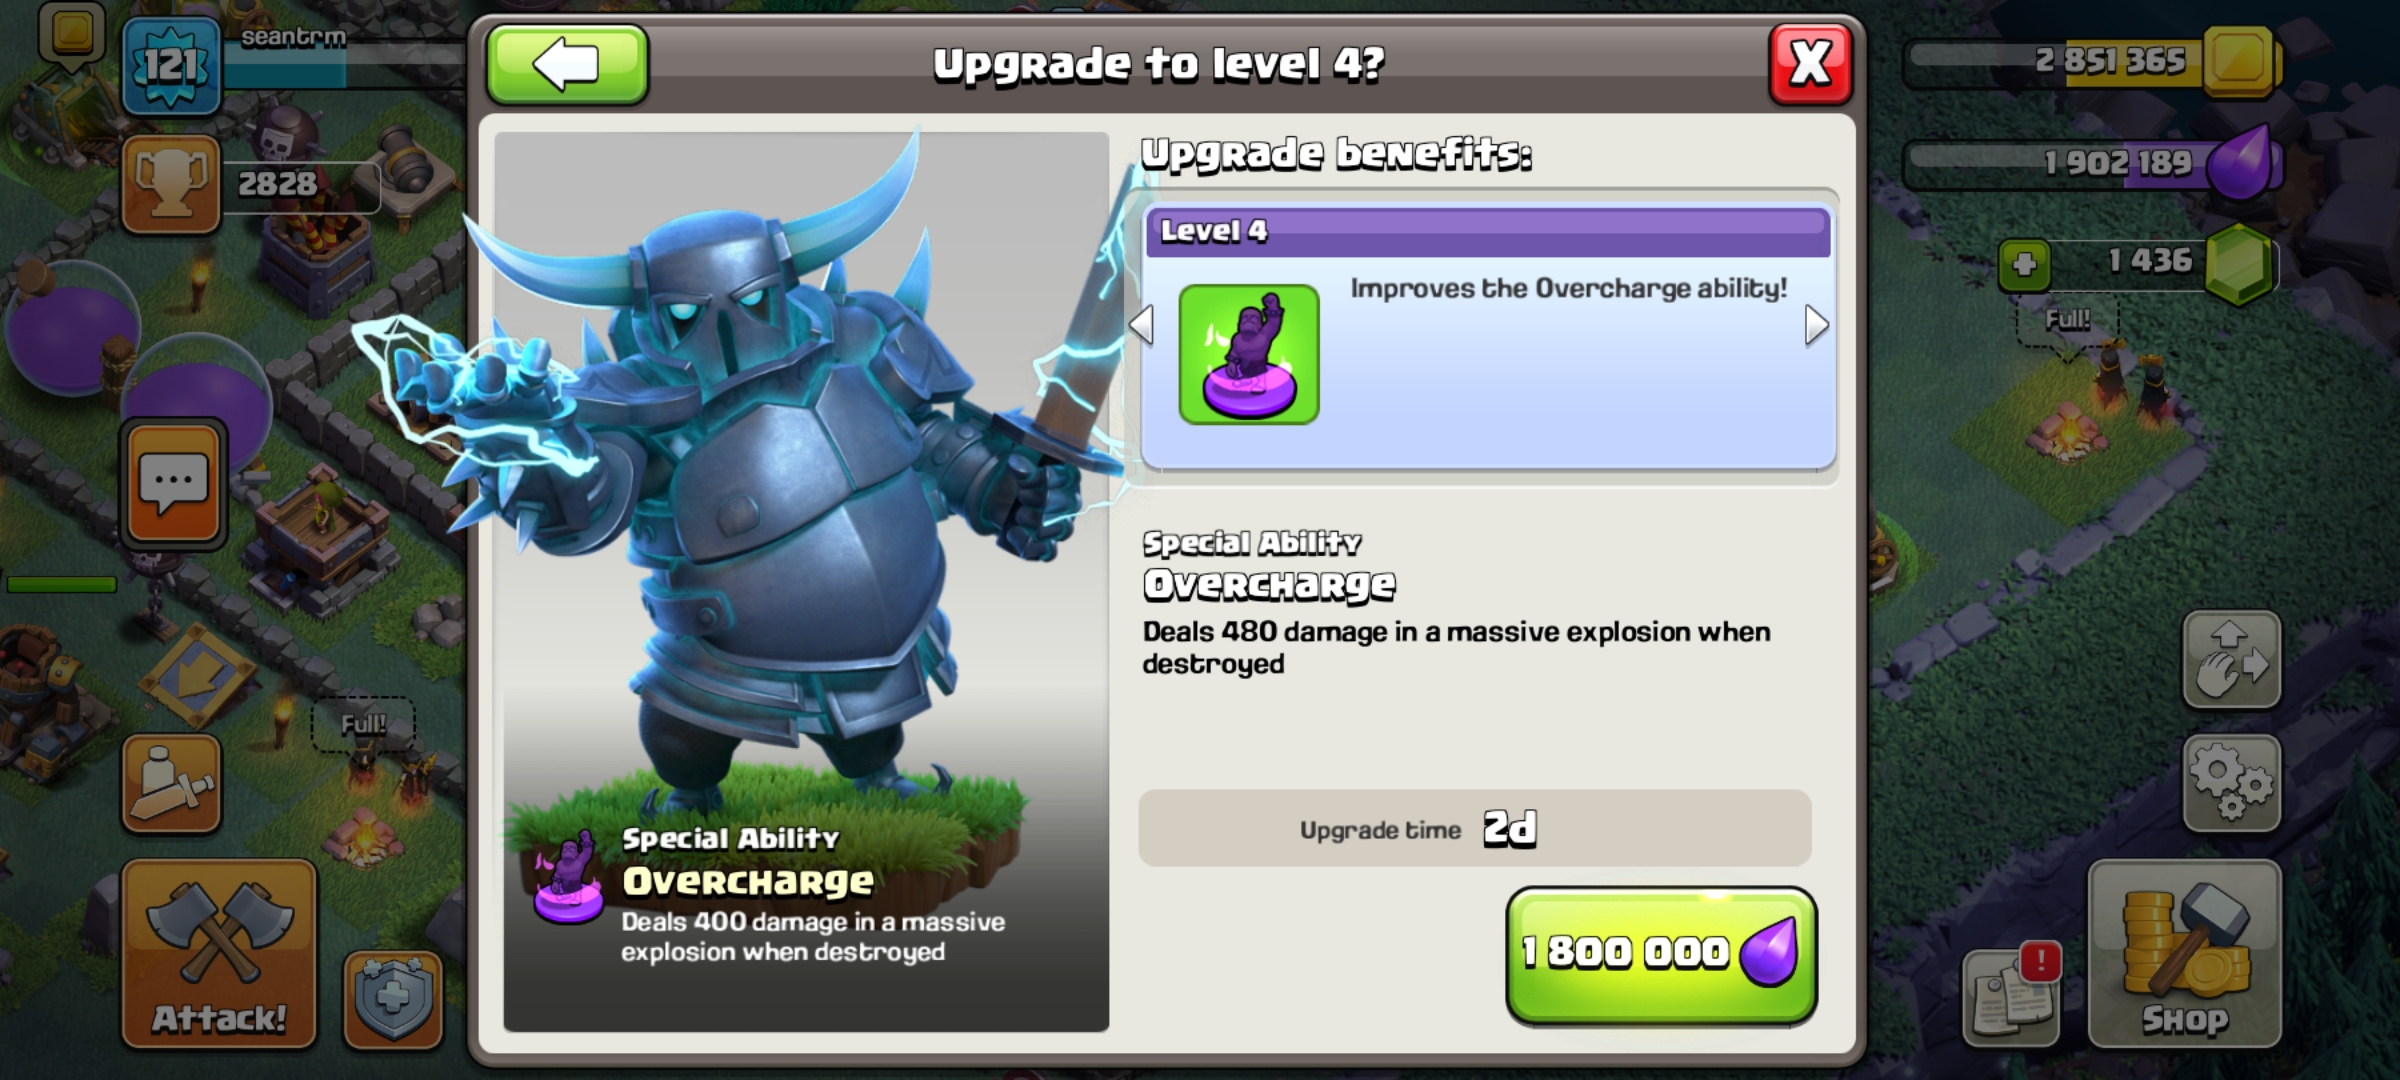 121
seantrm
2828
Full!
Attack!
Upgrade to level 4?
X
Special Ability
Overcharge
Deals 400 damage in a massive
explosion when destroyed
Upgrade benefits:
Level 4
Improves the Overcharge ability!
Special Ability
Overcharge
Deals 480 damage in a massive explosion when
destroyed
Upgrade time 2d
1 800 000
2 851 365
1 902 189
+ 1 436
Full!
!
Shop